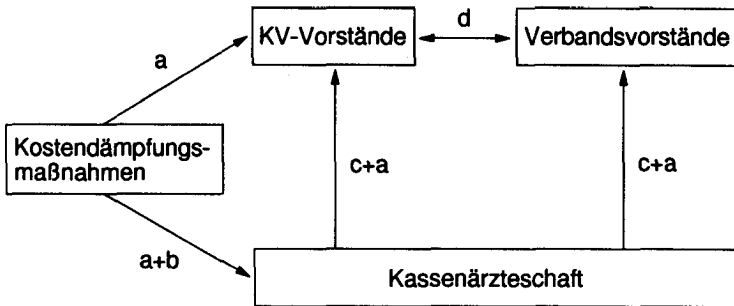 KV-Vorstände
d
Verbandsvorstände
a
Kostendämpfungs-
maßnahmen
c+a
c+a
a+b
Kassenärzteschaft